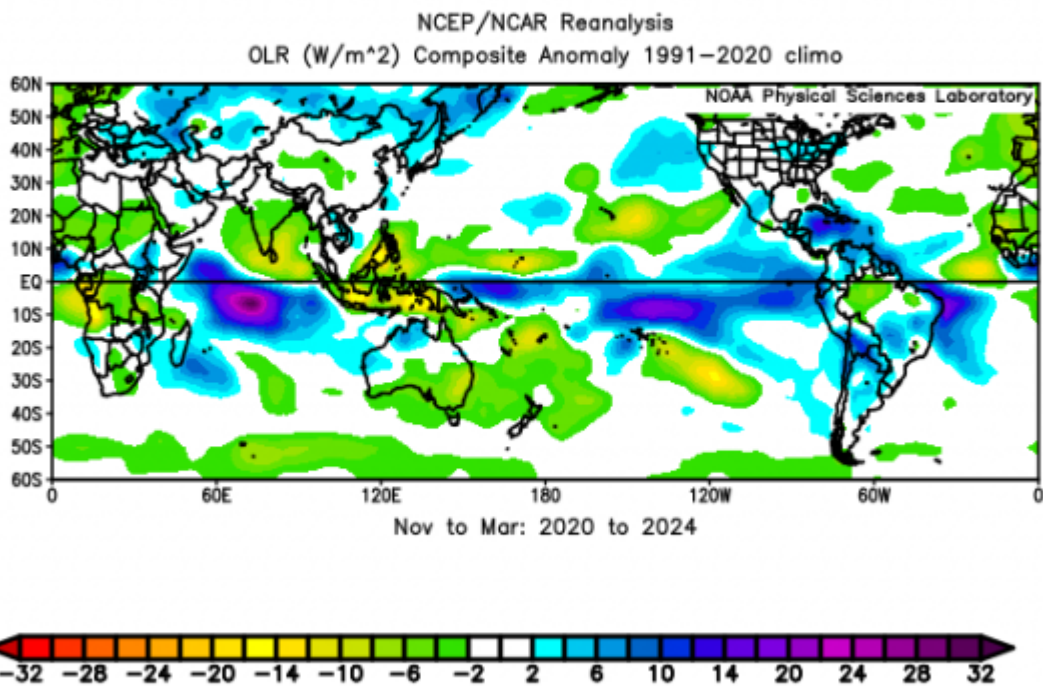 NCEP/NCAR Reanalysis
OLR (W/m^2) Composite Anomaly 1991-2020 climo
NOAA Physical Sciences Laboratory
60N
50N
40N
30N
20N
10N
EQ
10S
20S
30S
40S
50S
60S
0 60E 120E 180 120W 60W 0
Nov to Mar: 2020 to 2024
-32 -28 -24 -20 -14 -10 -6 -2 2 6 10 14 20 24 28 32